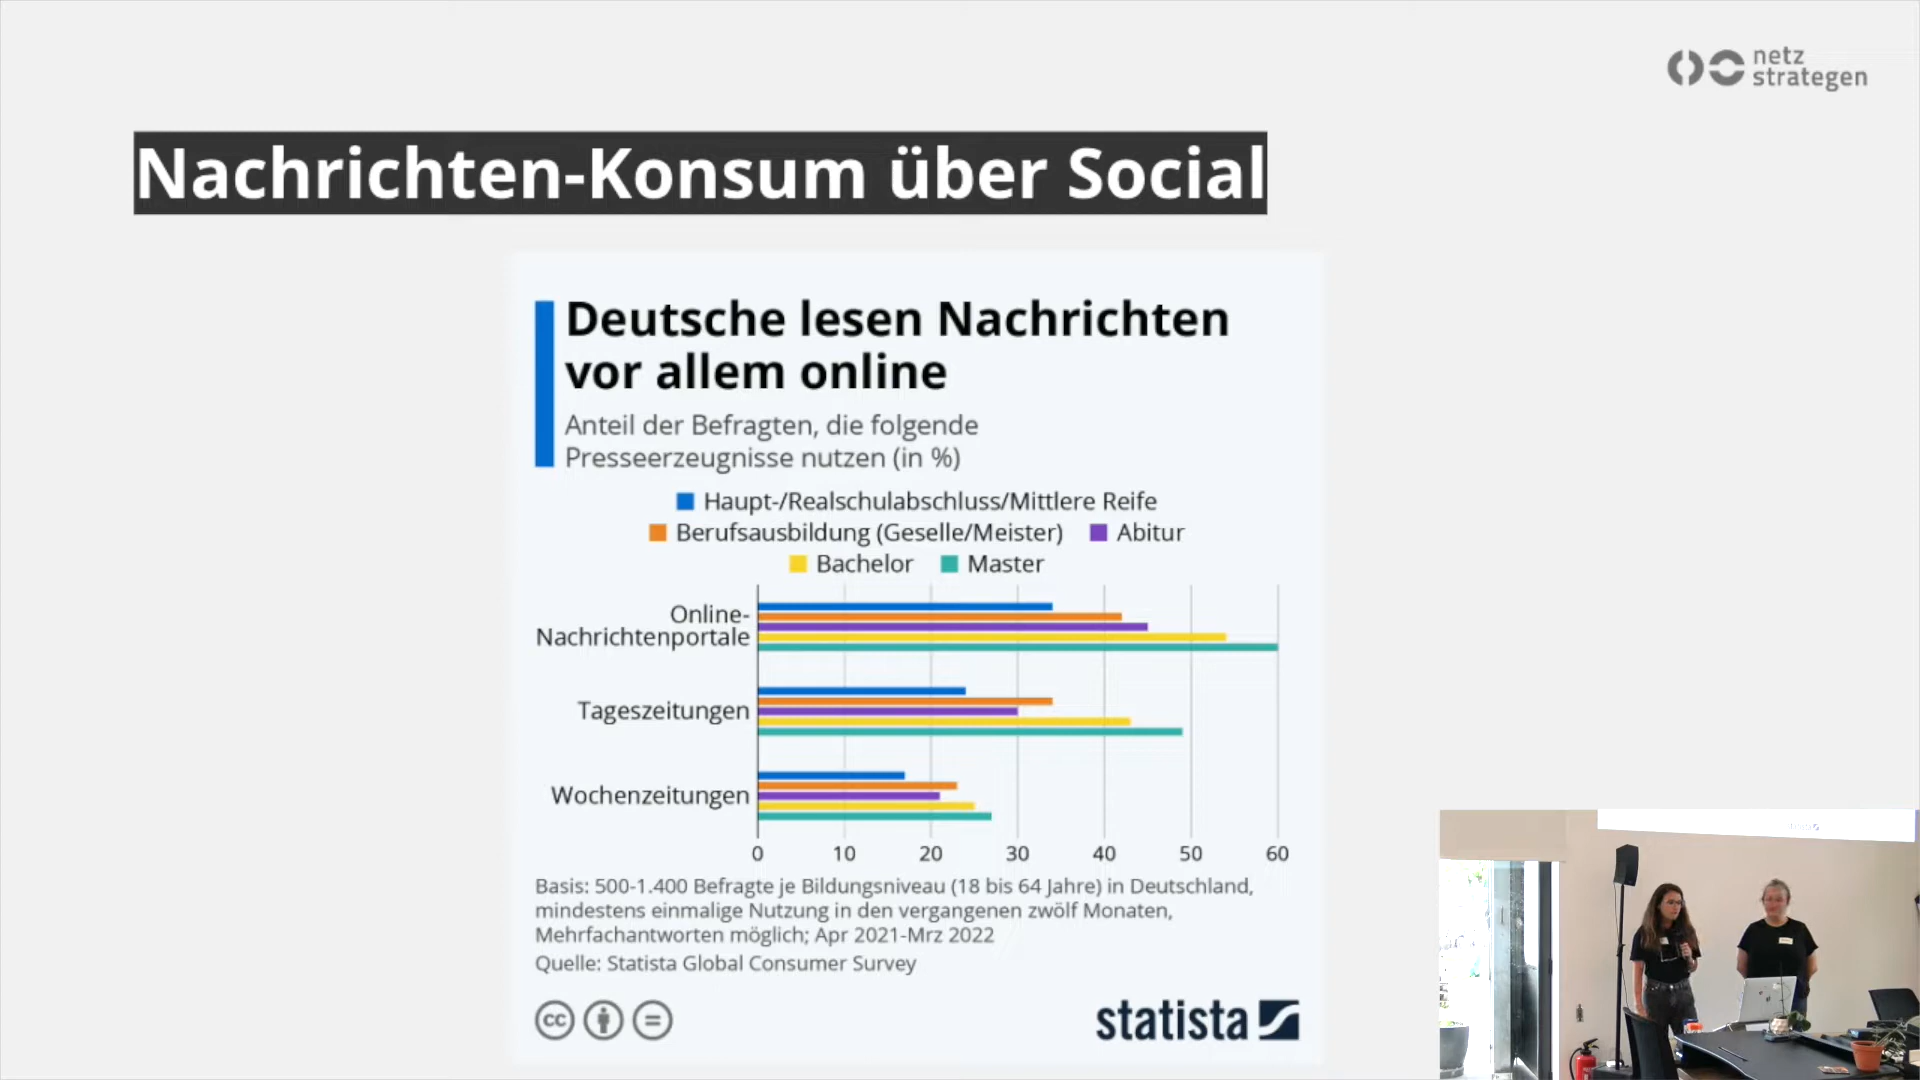 netz
strategen
Nachrichten-Konsum über Social
Deutsche lesen Nachrichten
vor allem online
Anteil der Befragten, die folgende
Presseerzeugnisse nutzen (in %)
Haupt-/Realschulabschluss/Mittlere Reife
Berufsausbildung (Geselle/Meister) Abitur
Bachelor Master
Online-
Nachrichtenportale
Tageszeitungen
Wochenzeitungen
0 10 20 30 40 50 60
Basis: 500-1.400 Befragte je Bildungsniveau (18 bis 64 Jahre) in Deutschland,
mindestens einmalige Nutzung in den vergangenen zwölf Monaten,
Mehrfachantworten möglich; Apr 2021-Mrz 2022
Quelle: Statista Global Consumer Survey
cc
statista